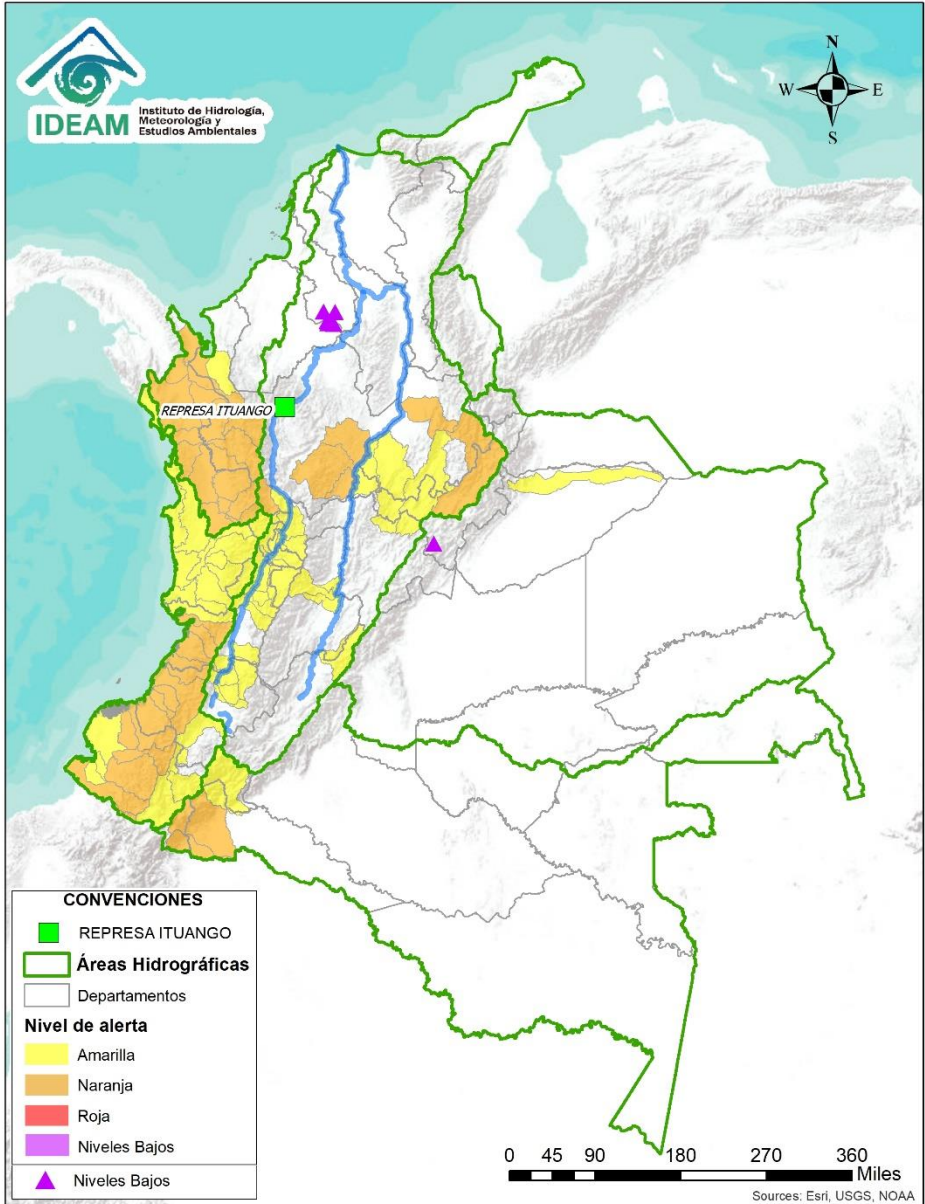 IDEAM
Instituto de Hidrología,
Meteorología y
Estudios Ambientales
N
W
E
S
REPRESA ITUANGO
CONVENCIONES
REPRESA ITUANGO
Áreas Hidrográficas
Departamentos
Nivel de alerta
Amarilla
Naranja
Roja
Niveles Bajos
Niveles Bajos
0 45 90 180 270 360
Miles
Sources: Esri, USGS, NOAA